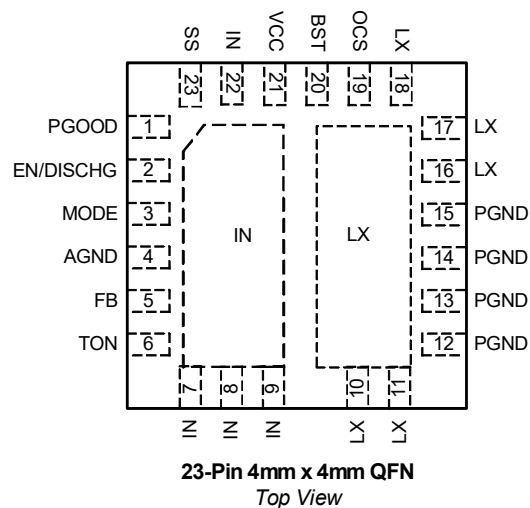 SS IN VCC BST OCS LX
23 22 21 20 19 18
PGOOD 1 17 LX
EN/DISCHG 2 16 LX
MODE 3 15 PGND
AGND 4 14 PGND
FB 5 13 PGND
TON 6 12 PGND
IN LX
7 8 9 10 11
IN IN IN LX LX
23-Pin 4mm x 4mm QFN
Top View